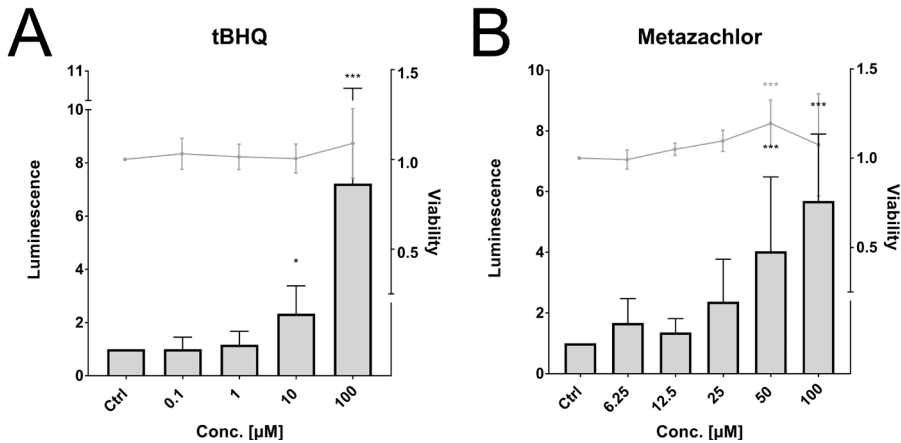 A
tBHQ
11
10
8
6
4
2
0
Luminescence
1.5
1.0
0.5
Viability
***
*
Ctrl
0.1
1
10
100
Conc. [µM]
B
Metazachlor
10
8
6
4
2
0
Luminescence
1.5
1.0
0.5
Viability
***
***
***
Ctrl
6.25
12.5
25
50
100
Conc. [µM]